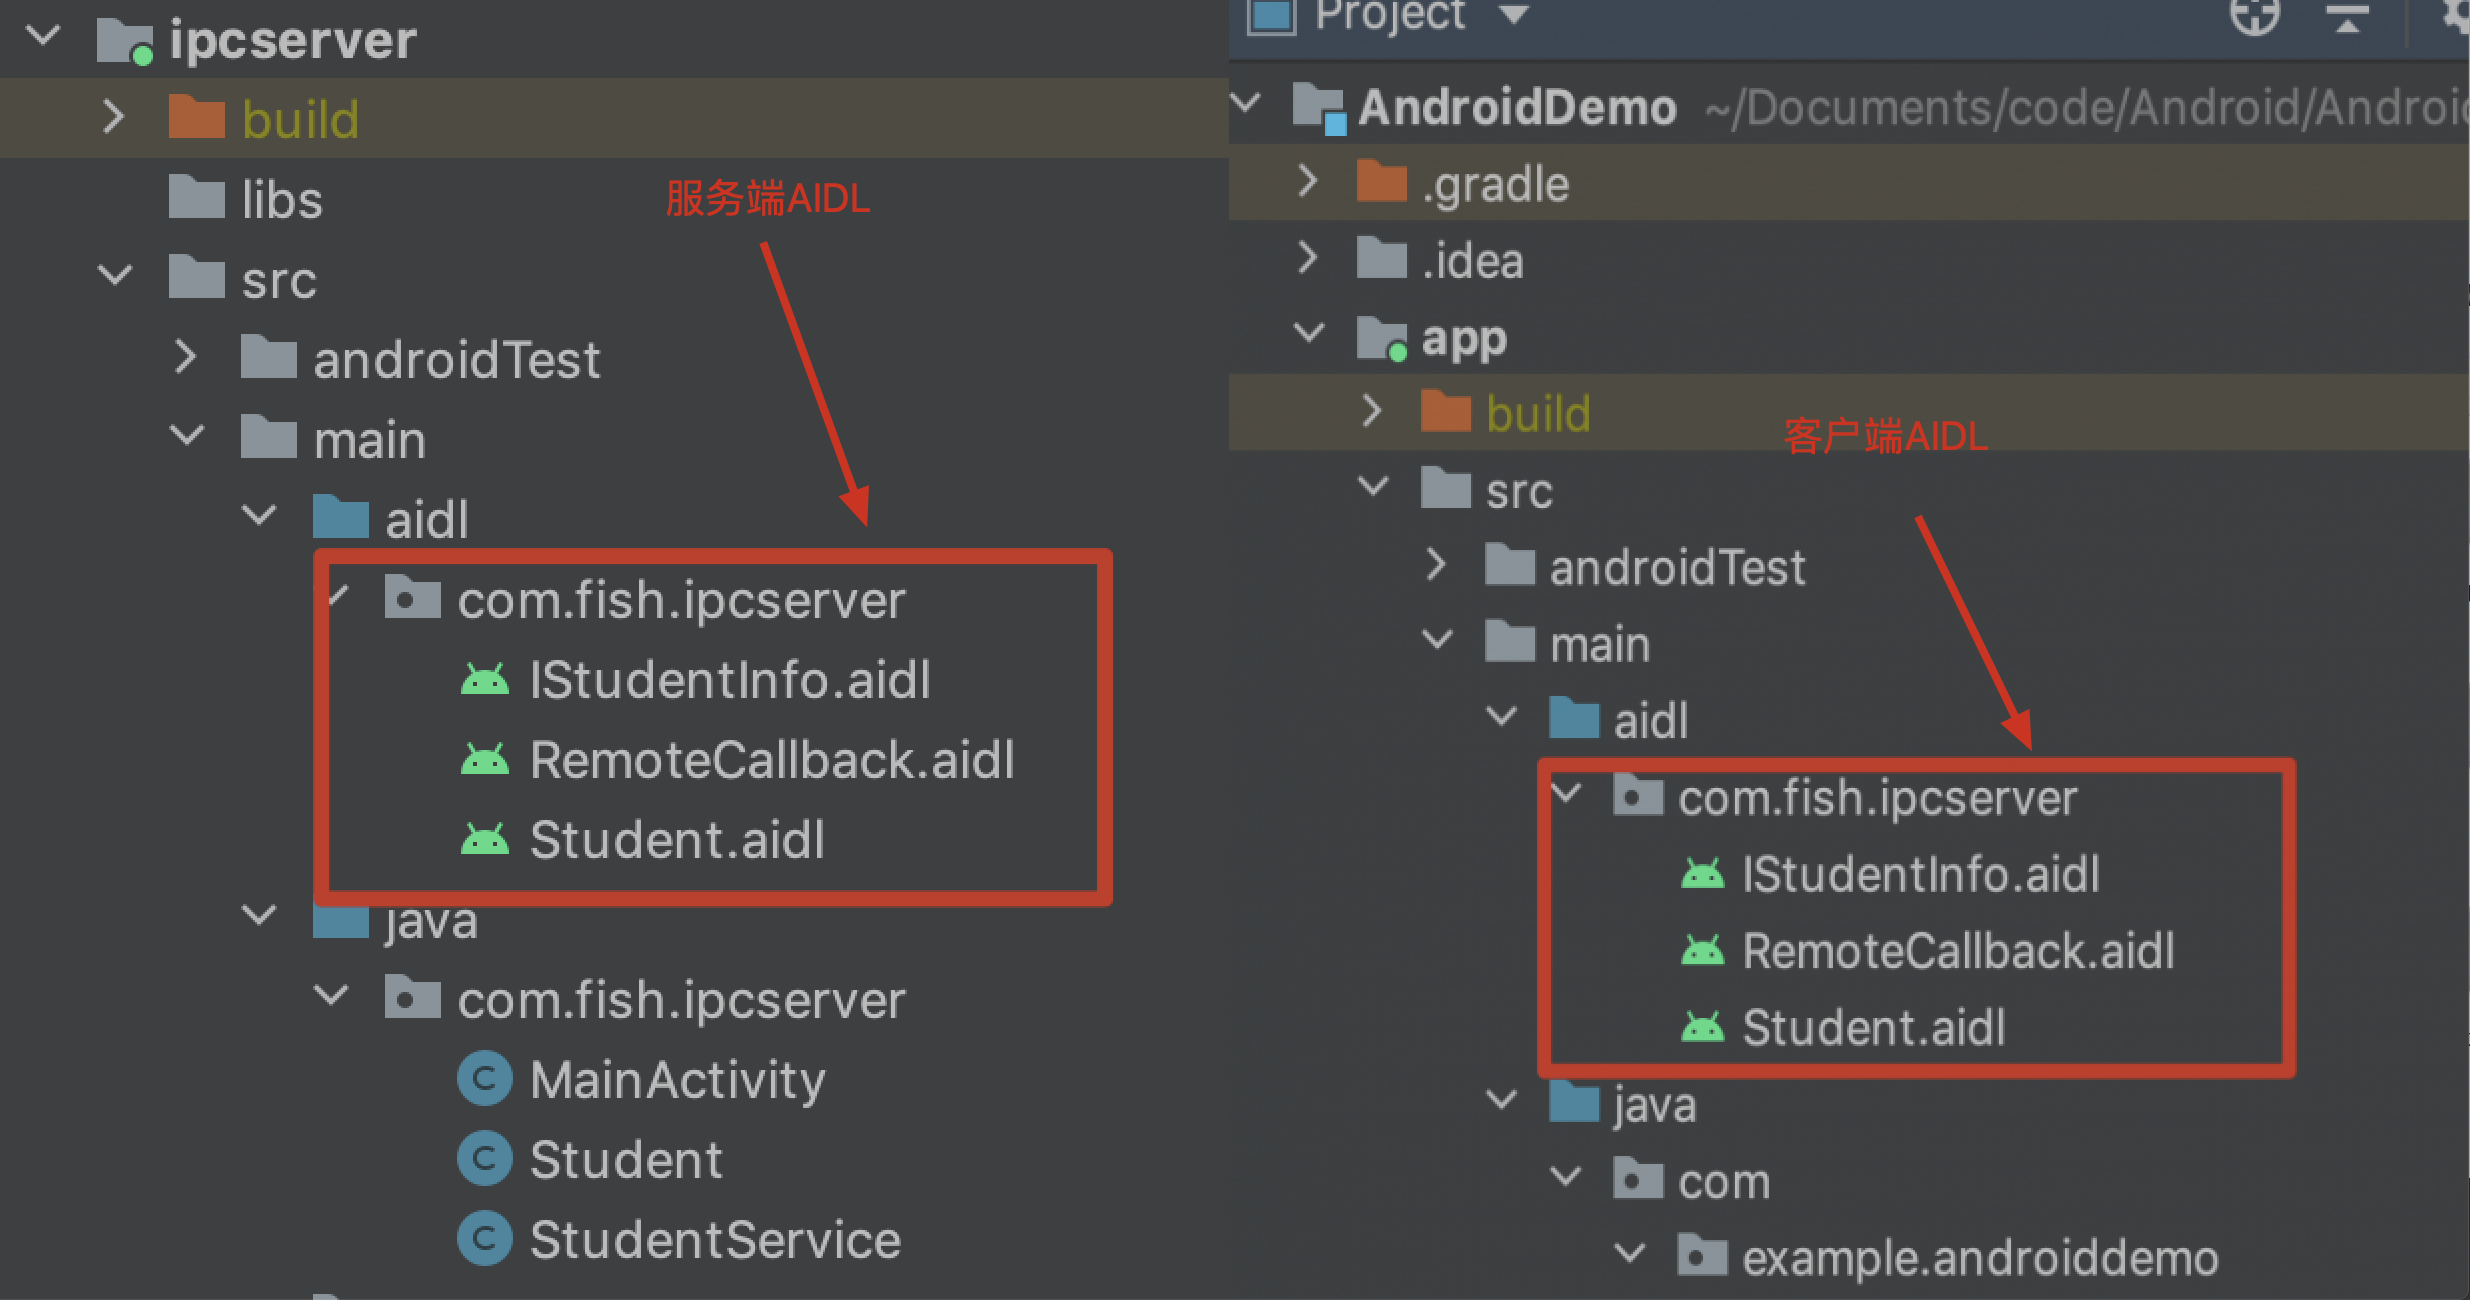 ipcserver
build
libs
src
androidTest
main
aidl
com.fish.ipcserver
IStudentInfo.aidl
RemoteCallback.aidl
Student.aidl
java
com.fish.ipcserver
MainActivity
Student
StudentService
服务端AIDL
Project
AndroidDemo ~/Documents/code/Android/Android
.gradle
.idea
app
build
src
androidTest
main
aidl
com.fish.ipcserver
IStudentInfo.aidl
RemoteCallback.aidl
Student.aidl
java
com
example.androiddemo
客户端AIDL